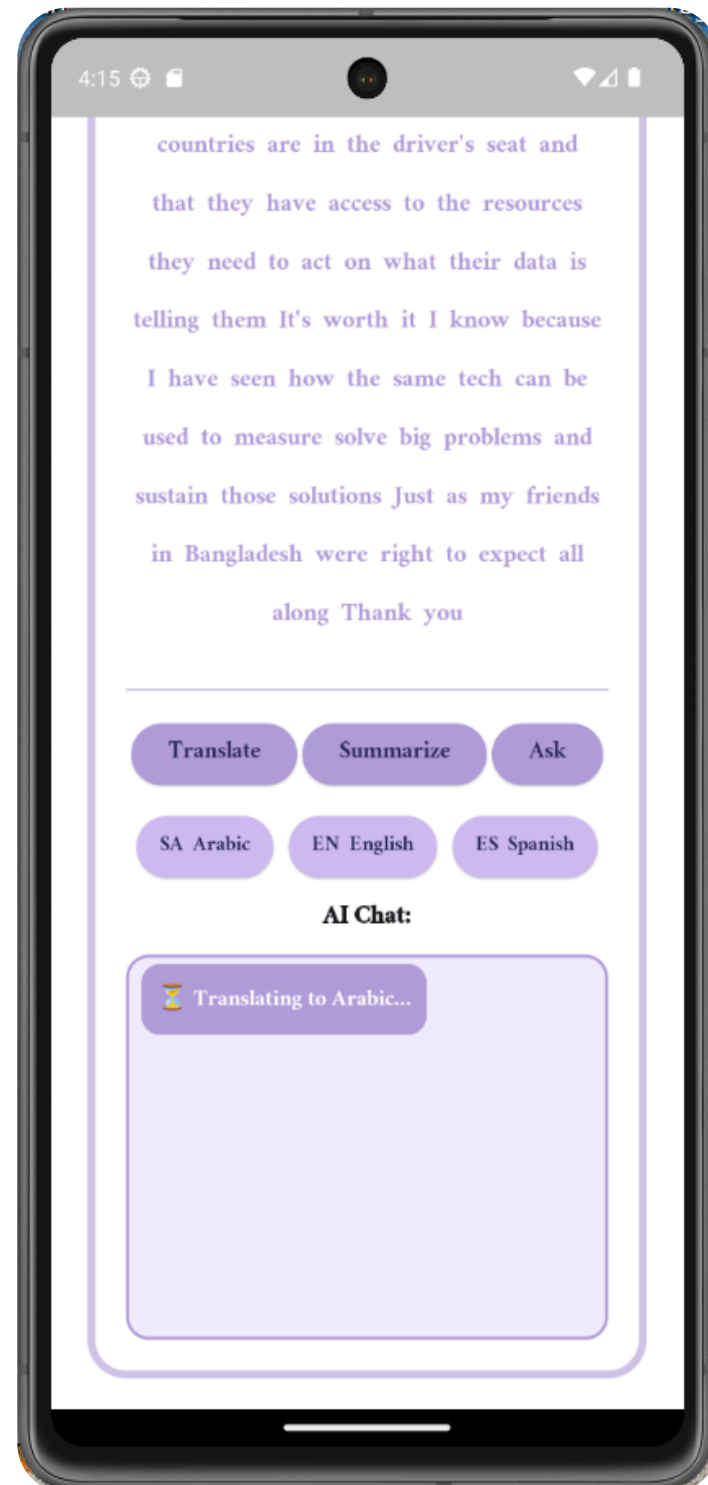 4:15
countries are in the driver's seat and
that they have access to the resources
they need to act on what their data is
telling them It's worth it I know because
I have seen how the same tech can be
used to measure solve big problems and
sustain those solutions Just as my friends
in Bangladesh were right to expect all
along Thank you
Translate Summarize Ask
SA Arabic EN English ES Spanish
AI Chat:
⏳ Translating to Arabic...